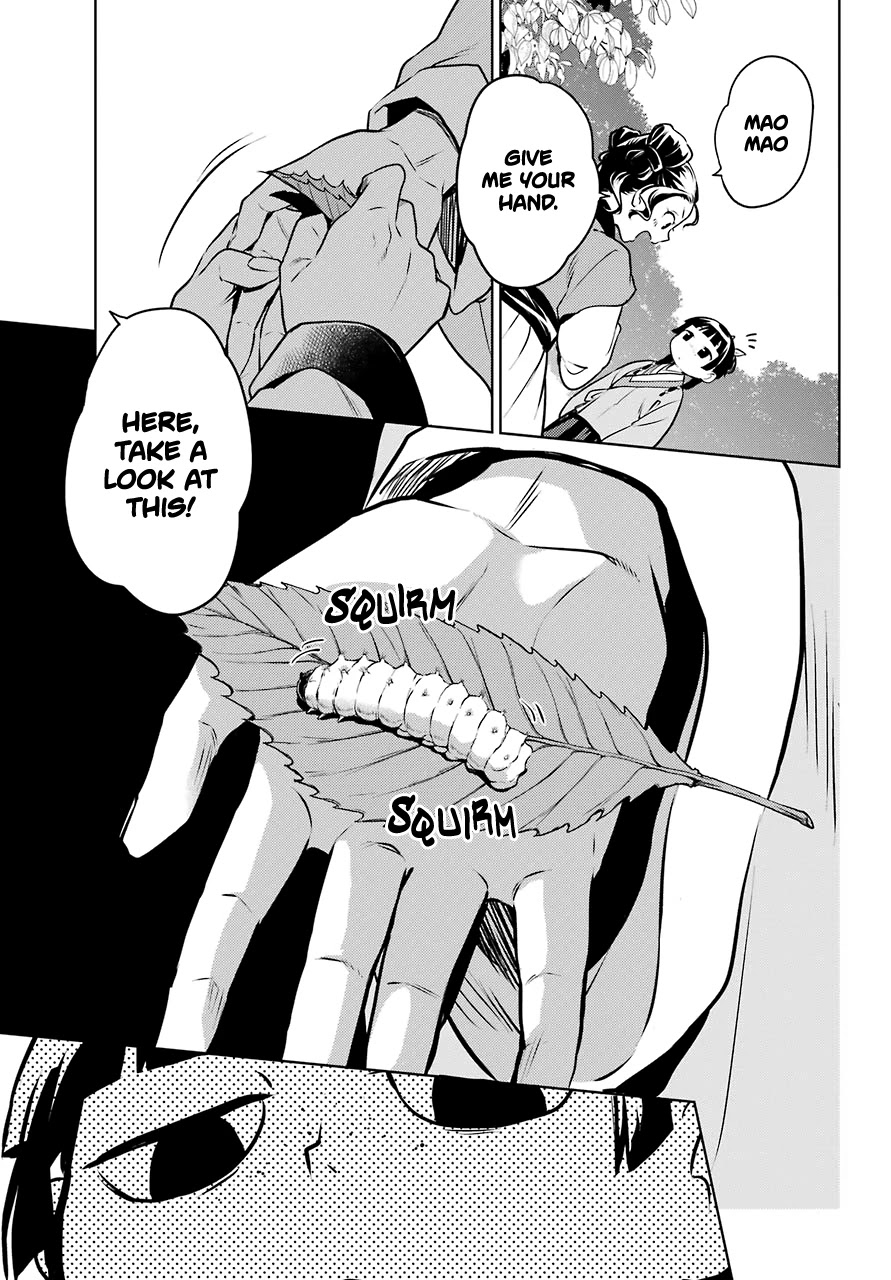 MAO
MAO
GIVE
ME YOUR
HAND.
HERE,
TAKE A
LOOK AT
THIS!
SQUIRM
SQUIRM